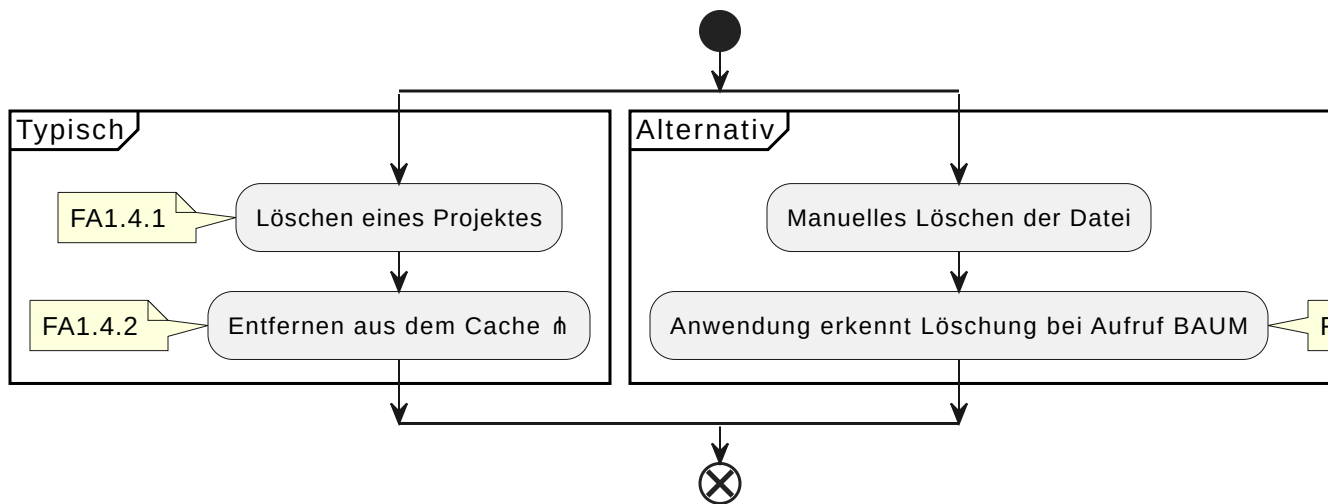 Typisch
Alternativ
FA1.4.1
Löschen eines Projektes
Manuelles Löschen der Datei
FA1.4.2
Entfernen aus dem Cache ⋔
Anwendung erkennt Löschung bei Aufruf BAUM